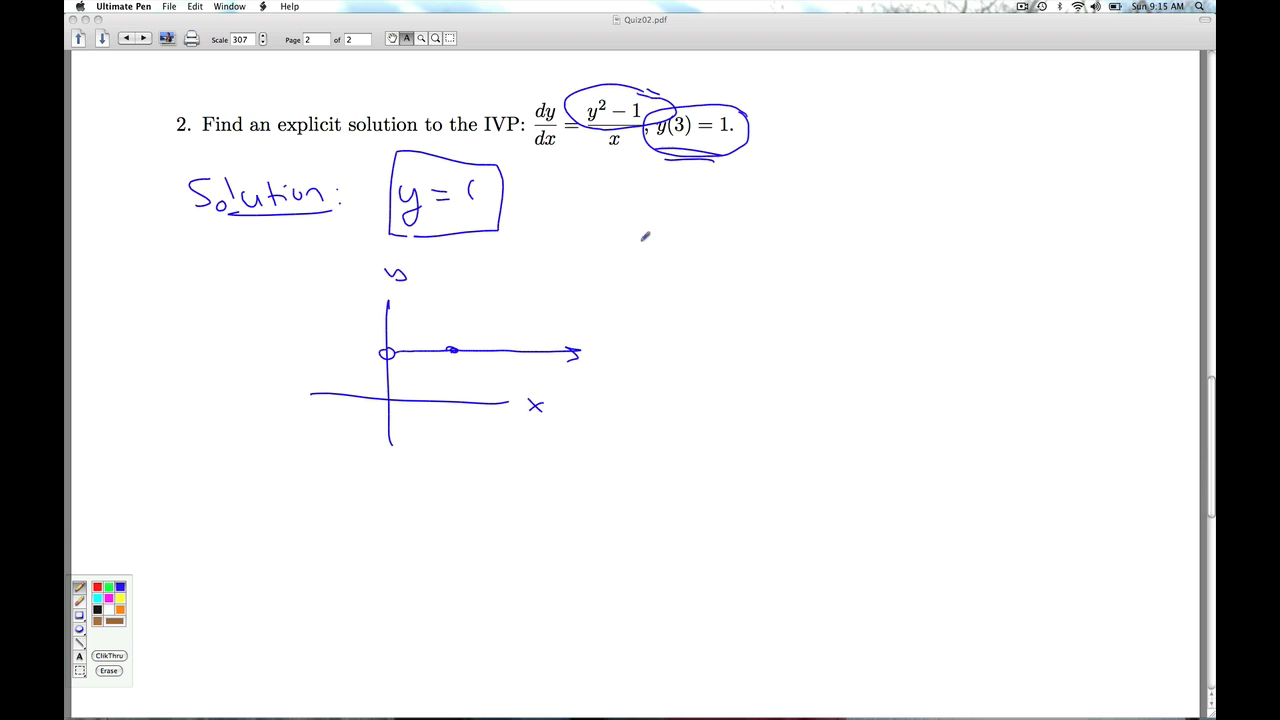 Ultimate Pen File Edit Window Help Sun 9:15 AM
Quiz02.pdf
Scale 307 Page 2 of 2 A
2. Find an explicit solution to the IVP: dy/dx = (y² − 1)/x, y(3) = 1.
Solution: y = 1
y
x
A
ClikThru
Erase